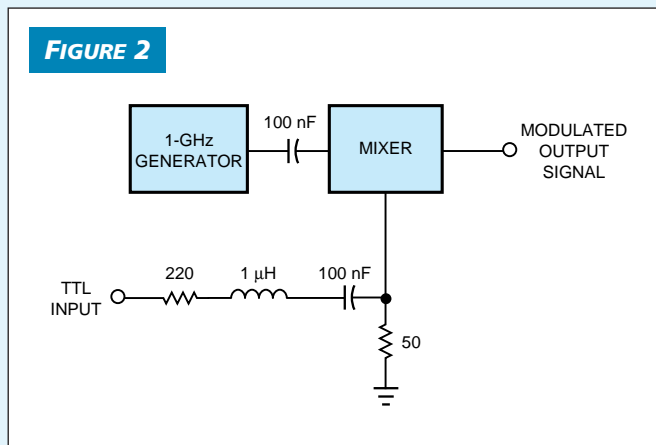 FIGURE 2
1-GHz
GENERATOR
100 nF
MIXER
MODULATED
OUTPUT
SIGNAL
TTL
INPUT
220
1 μH
100 nF
50